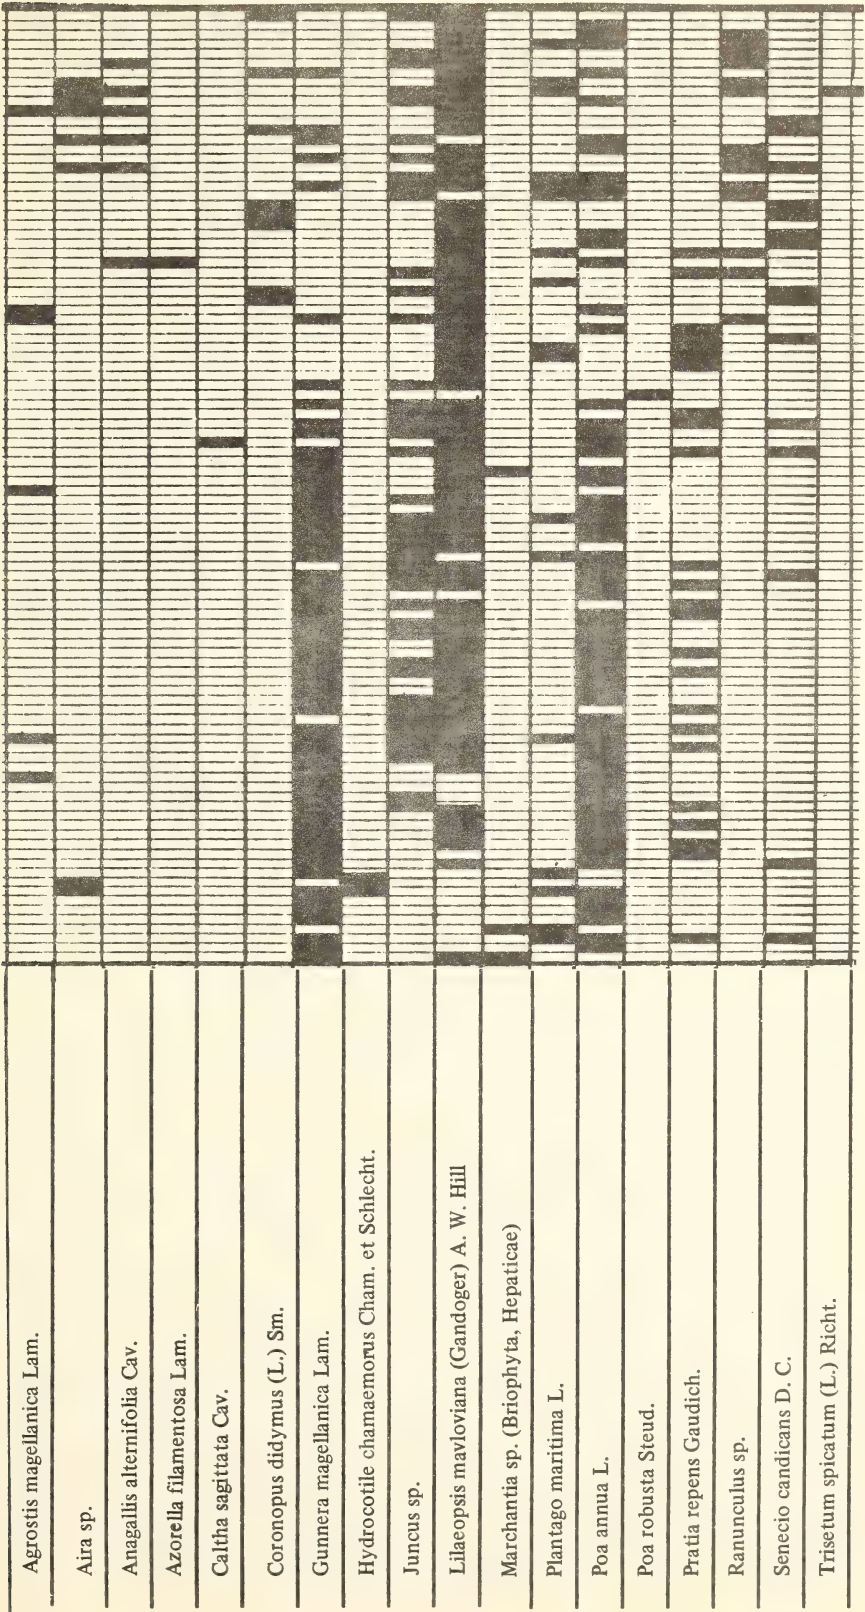 Agrostis magellanica Lam.
Aira sp.
Anagallis alternifolia Cav.
Azorella filamentosa Lam.
Caltha sagittata Cav.
Coronopus didymus (L.) Sm.
Gunnera magellanica Lam.
Hydrocotile chamaemorus Cham. et Schlecht.
Juncus sp.
Lilaeopsis mavloviana (Gandoger) A. W. Hill
Marchantia sp. (Briophyta, Hepaticae)
Plantago maritima L.
Poa annua L.
Poa robusta Steud.
Pratia repens Gaudich.
Ranunculus sp.
Senecio candicans D. C.
Trisetum spicatum (L.) Richt.